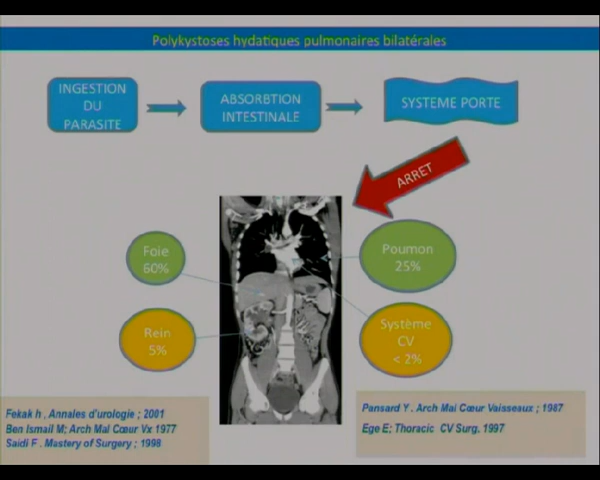 Polykystoses hydatiques pulmonaires bilatérales
INGESTION
DU
PARASITE
ABSORBTION
INTESTINALE
SYSTEME PORTE
ARRET
Foie
60%
Poumon
25%
Rein
5%
Système
CV
< 2%
Fekak h . Annales d'urologie ; 2001
Ben Ismail M; Arch Mal Cœur Vx 1977
Saidi F . Mastery of Surgery ; 1998
Pansard Y . Arch Mal Cœur Vaisseaux ; 1987
Ege E; Thoracic CV Surg, 1997